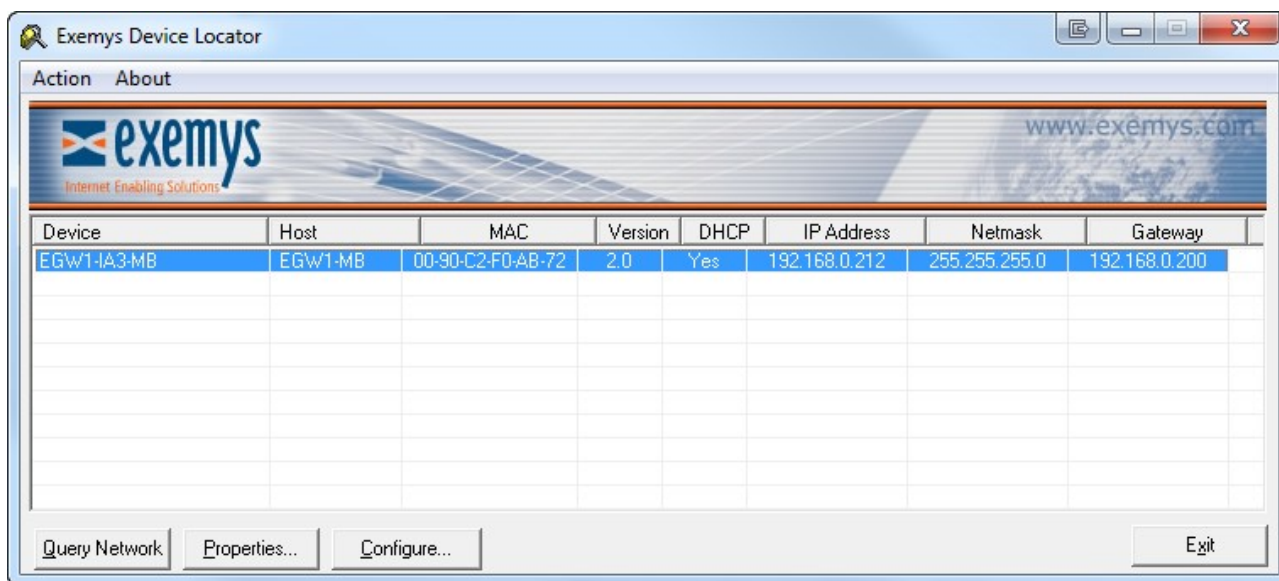 Exemys Device Locator
Action About
exemys
www.exemys.com
Internet Enabling Solutions
Device Host MAC Version DHCP IP Address Netmask Gateway
EGW1-IA3-MB EGW1-MB 00-90-C2-F0-AB-72 2.0 Yes 192.168.0.212 255.255.255.0 192.168.0.200
Query Network Properties... Configure... Exit